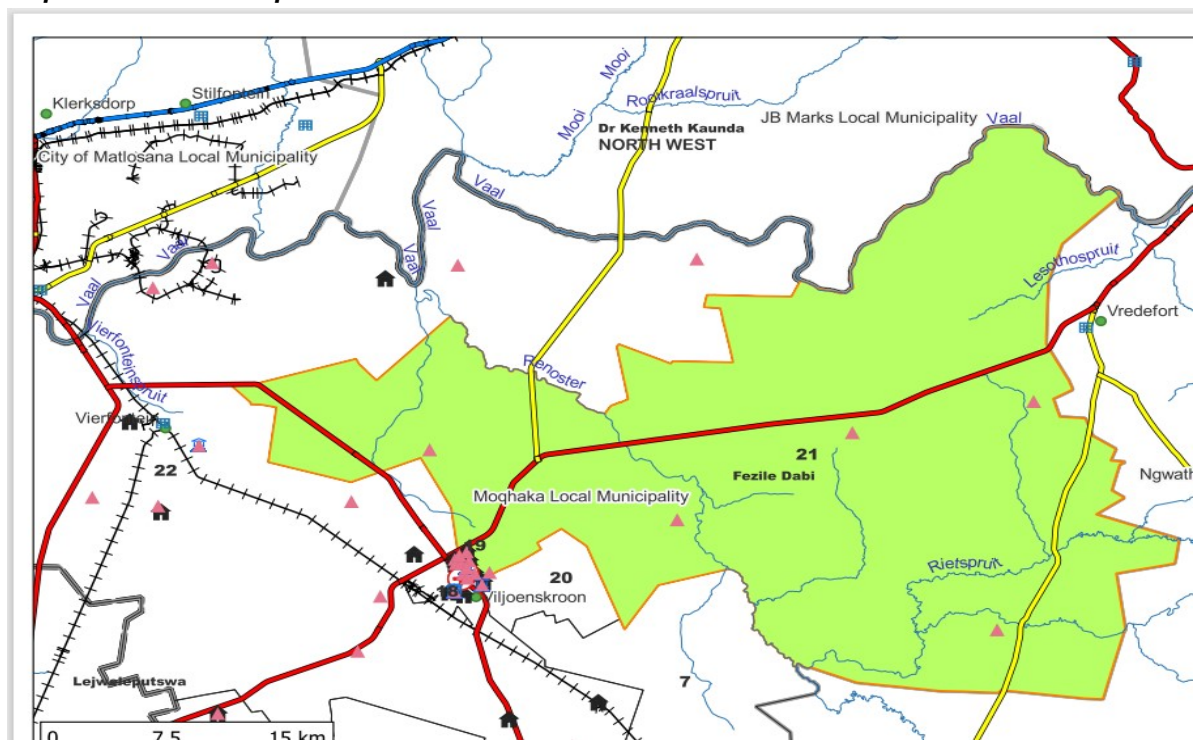 Mooi
Rooikraalspruit
Stilfontein
Klerksdorp
Mooi
JB Marks Local Municipality
Vaal
Dr Kenneth Kaunda
NORTH WEST
City of Matlosana Local Municipality
Vaal
Vaal
Vaal
Vaal
Vaal
Lesothospruit
Vredefort
Vierfonteinspruit
Renoster
Vierfontein
21
22
Fezile Dabi
Ngwath
Moqhaka Local Municipality
19
20
Rietspruit
18
Viljoenskroon
7
Lejweleputswa
0 7,5 15 km